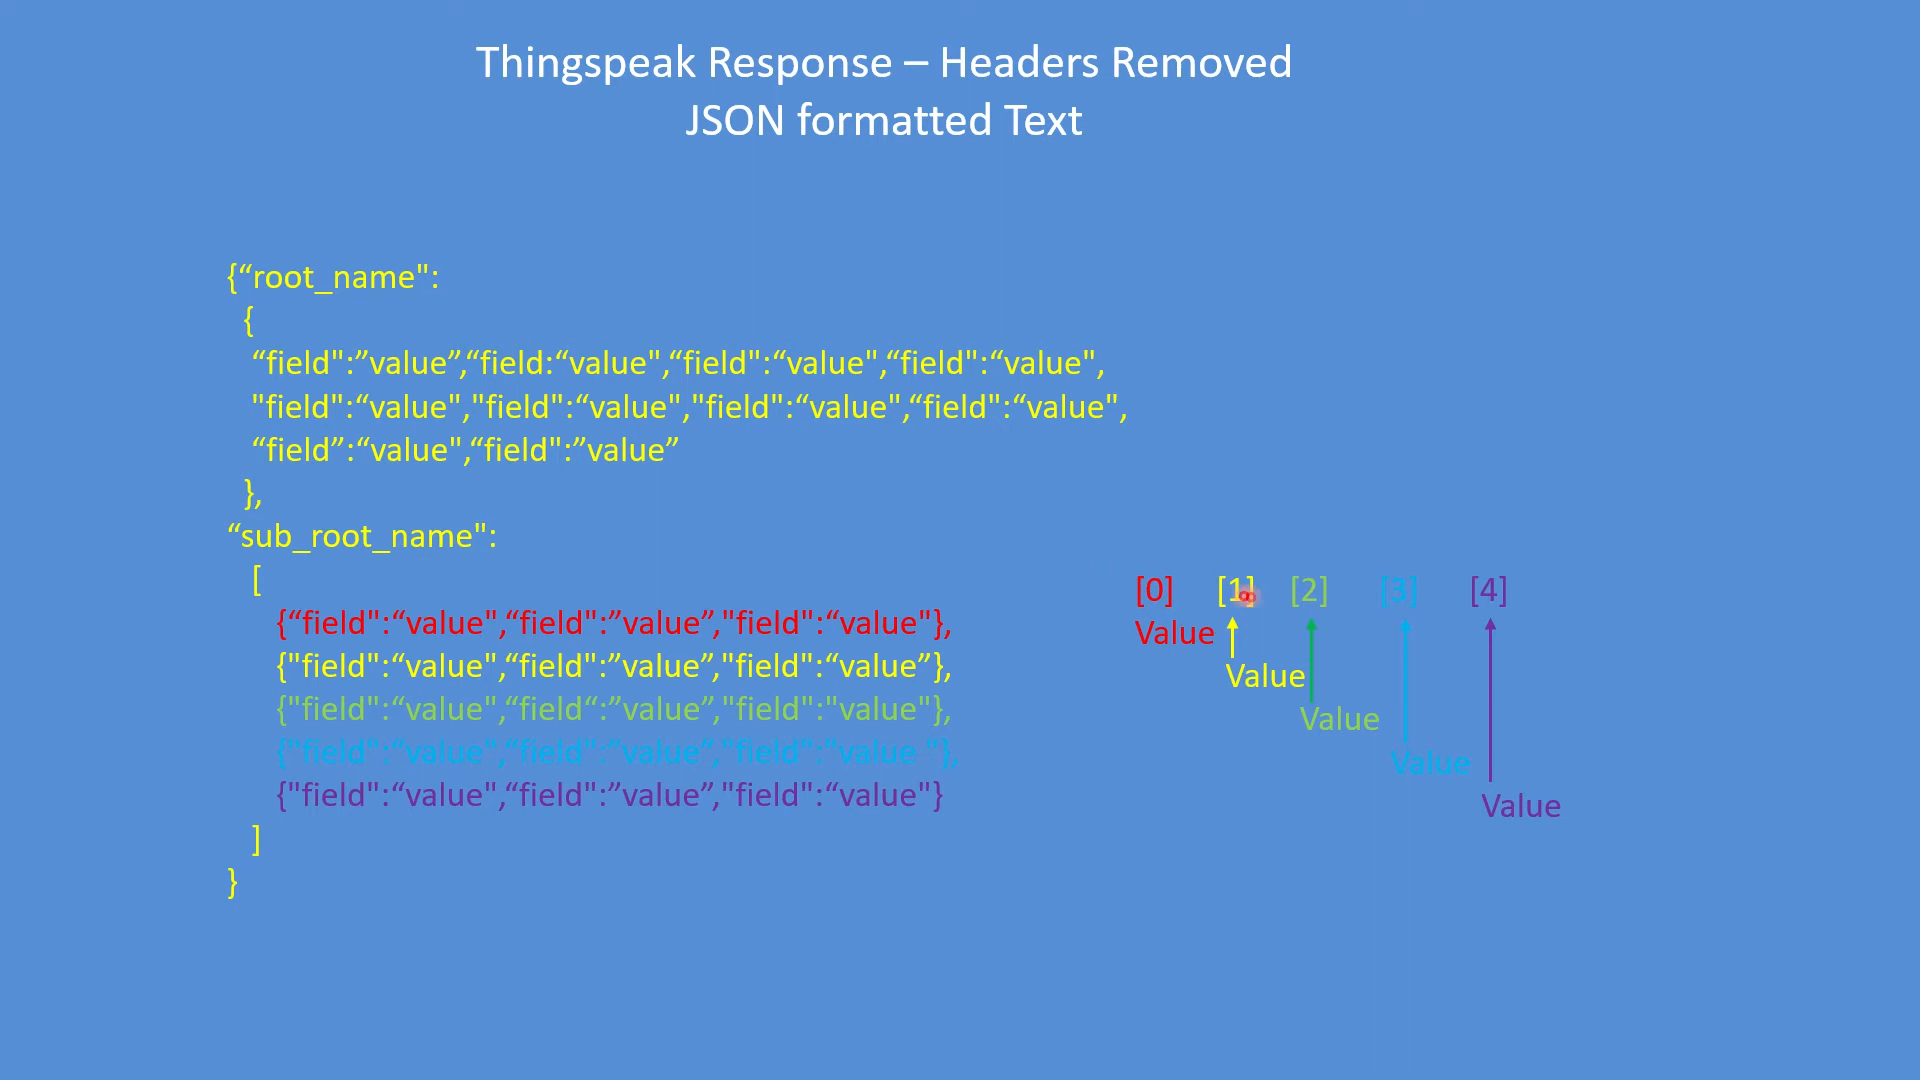 Thingspeak Response – Headers Removed
JSON formatted Text
{“root_name":
{
“field":”value”,“field:“value",“field":“value",“field":“value",
"field":“value","field":“value","field":“value",“field":“value",
“field”:“value",“field":”value”
},
“sub_root_name":
[
{“field":“value",“field":”value”,"field":“value"},
{"field":“value",“field":”value”,"field":“value”},
{"field":“value",“field“:”value”,"field":"value"},
{"field":“value",“field":”value”,"field":"value "},
{"field":“value",“field":”value”,"field":“value"}
]
}
[0] [1] [2] [3] [4]
Value
Value
Value
Value
Value